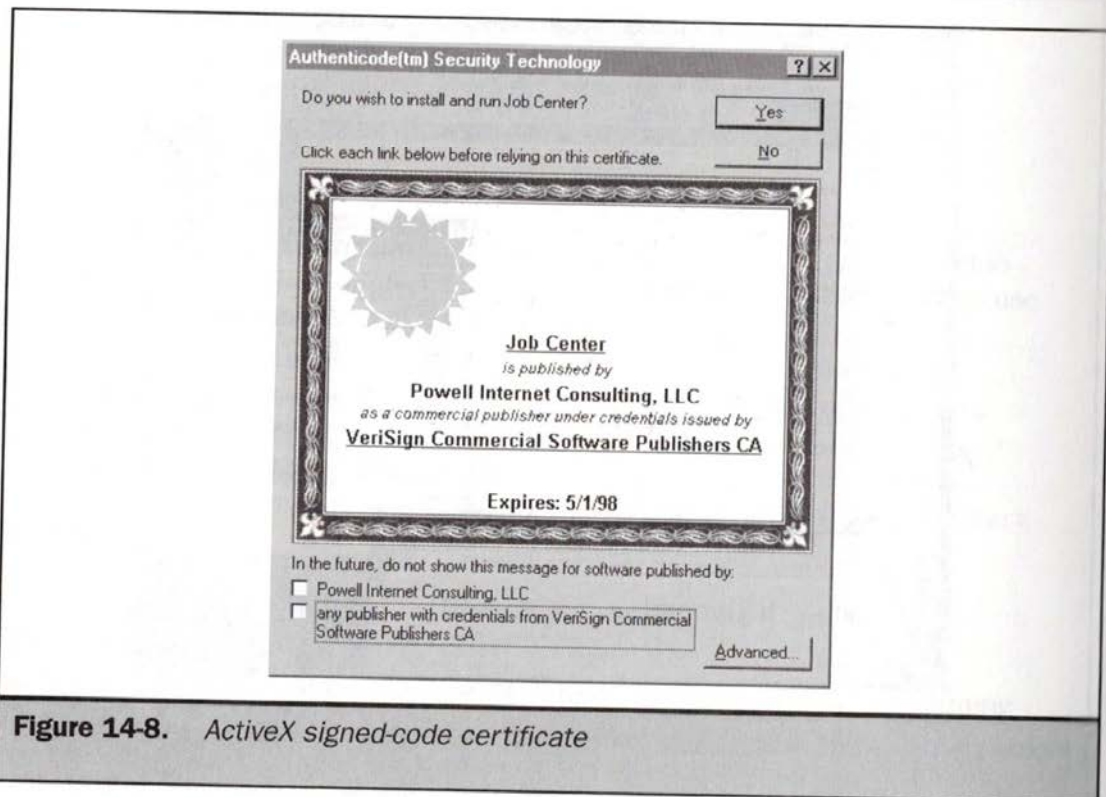 Authenticode(tm) Security Technology
Do you wish to install and run Job Center?
Yes
Click each link below before relying on this certificate.
No
Job Center
is published by
Powell Internet Consulting, LLC
as a commercial publisher under credentials issued by
VeriSign Commercial Software Publishers CA
Expires: 5/1/98
In the future, do not show this message for software published by:
Powell Internet Consulting, LLC
any publisher with credentials from VeriSign Commercial
Software Publishers CA
Advanced...
Figure 14-8. ActiveX signed-code certificate